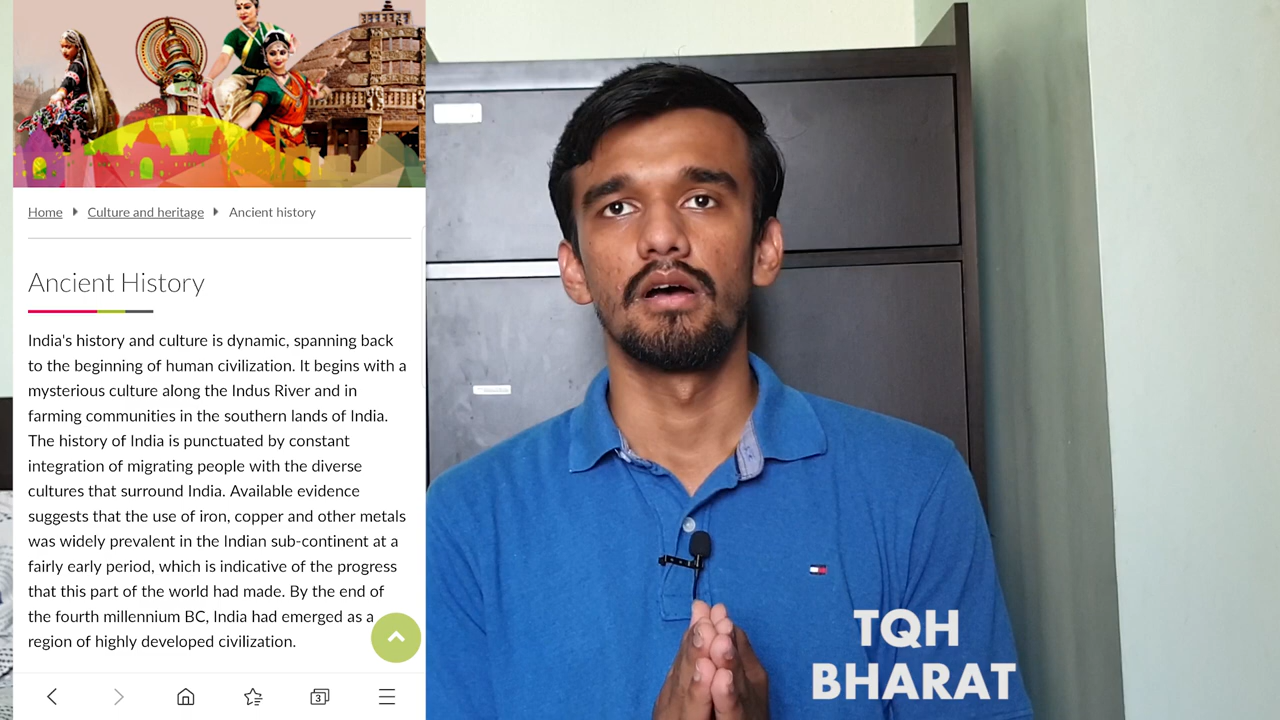 Home Culture and heritage Ancient history
Ancient History
India's history and culture is dynamic, spanning back
to the beginning of human civilization. It begins with a
mysterious culture along the Indus River and in
farming communities in the southern lands of India.
The history of India is punctuated by constant
integration of migrating people with the diverse
cultures that surround India. Available evidence
suggests that the use of iron, copper and other metals
was widely prevalent in the Indian sub-continent at a
fairly early period, which is indicative of the progress
that this part of the world had made. By the end of
the fourth millennium BC, India had emerged as a
region of highly developed civilization.
3
TQH
BHARAT